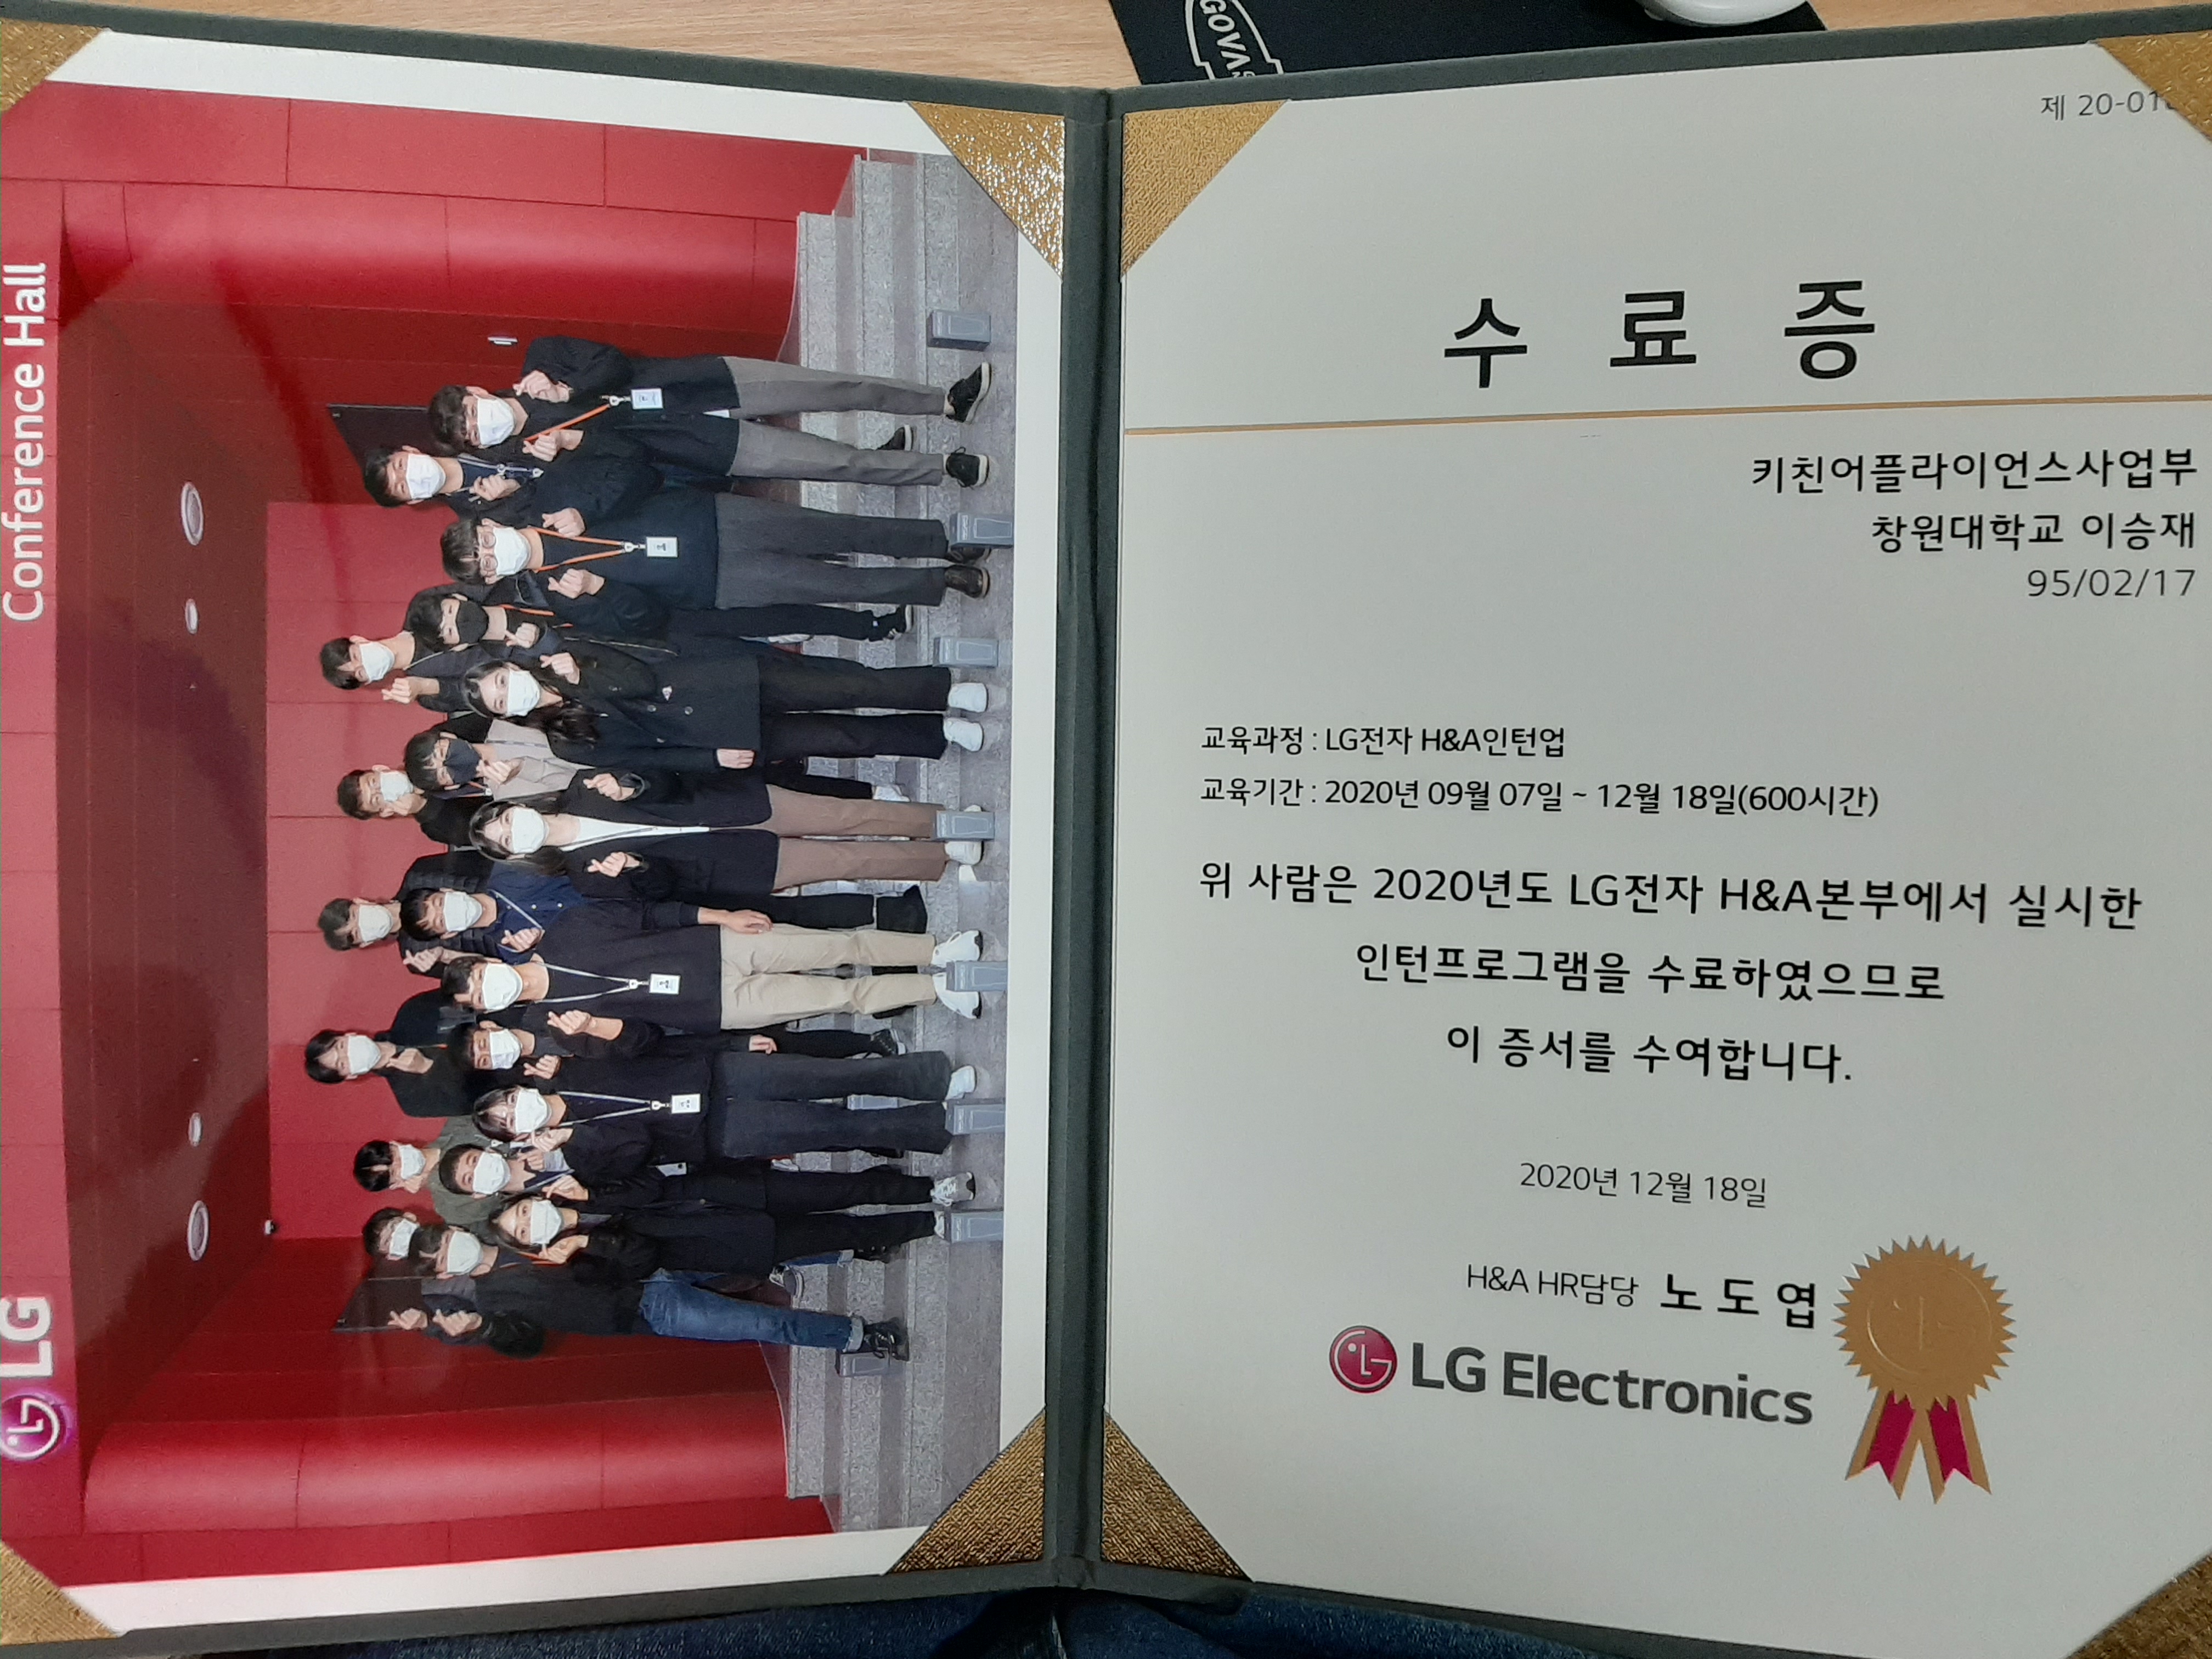 Conference Hall
LG
제 20-01
수 료 증
키친어플라이언스사업부
창원대학교 이승재
95/02/17
교육과정 : LG전자 H&A인턴업
교육기간 : 2020년 09월 07일 ~ 12월 18일(600시간)
위 사람은 2020년도 LG전자 H&A본부에서 실시한
인턴프로그램을 수료하였으므로
이 증서를 수여합니다.
2020년 12월 18일
H&A HR담당 노 도 엽
LG Electronics